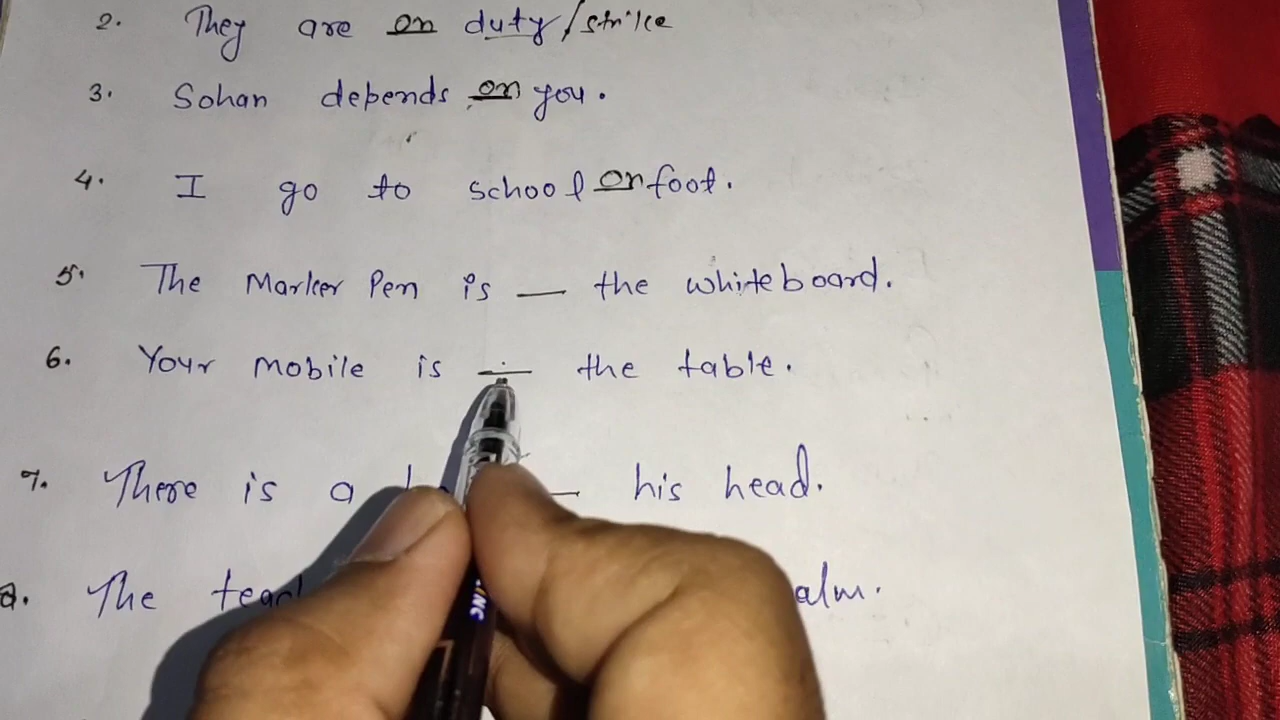 2. They are on duty/strike
3. Sohan depends on you.
4. I go to school on foot.
5. The Marker Pen is — the whiteboard.
6. Your mobile is — the table.
7. There is a — his head.
The